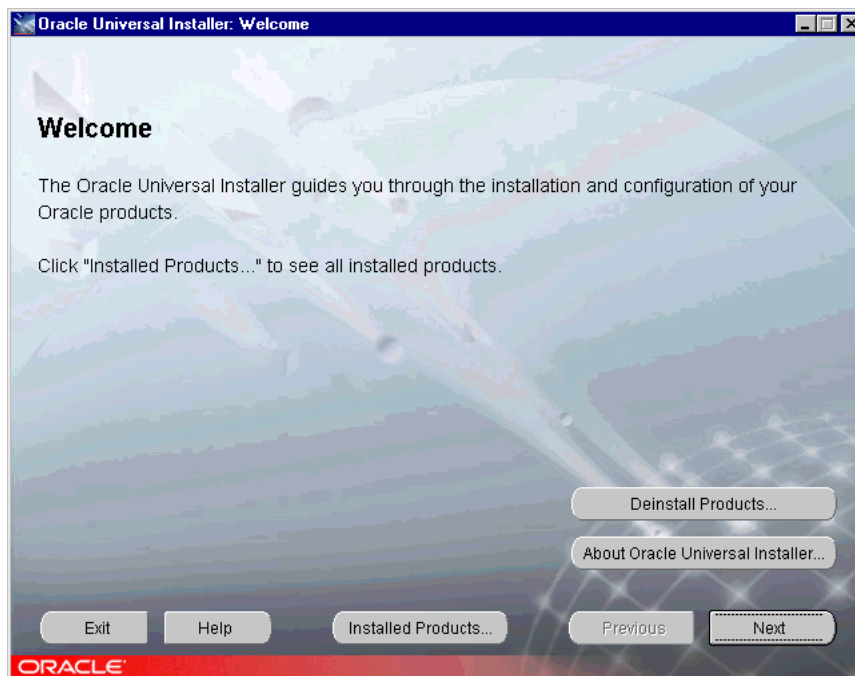 Oracle Universal Installer: Welcome
Welcome
The Oracle Universal Installer guides you through the installation and configuration of your
Oracle products.
Click "Installed Products..." to see all installed products.
Deinstall Products...
About Oracle Universal Installer...
Exit
Help
Installed Products...
Previous
Next
ORACLE